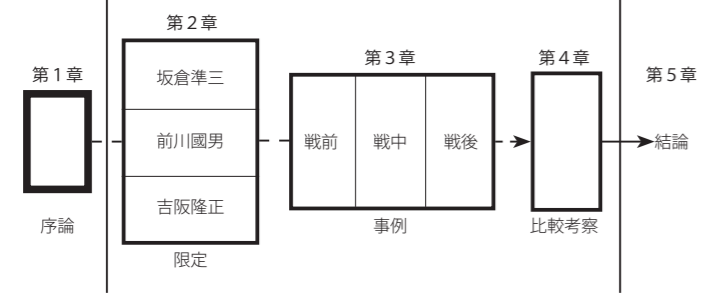 第1章
序論
第2章
坂倉準三
前川國男
吉阪隆正
限定
第3章
戦前
戦中
戦後
事例
第4章
比較考察
第5章
結論